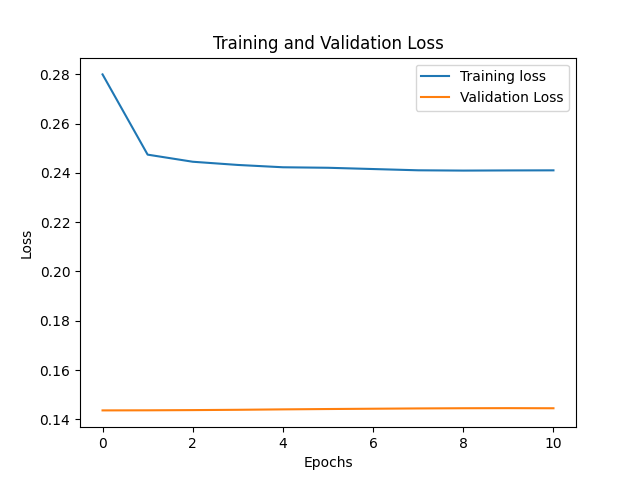 Training and Validation Loss
Training loss
Validation Loss
0.28
0.26
0.24
0.22
0.20
0.18
0.16
0.14
Loss
0 2 4 6 8 10
Epochs